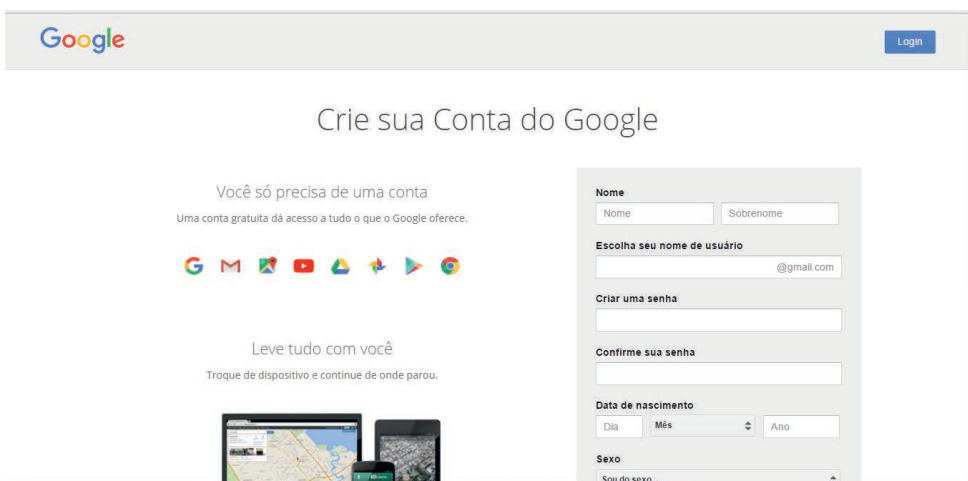 Google
Login
Crie sua Conta do Google
Você só precisa de uma conta
Uma conta gratuita dá acesso a tudo o que o Google oferece.
Leve tudo com você
Troque de dispositivo e continue de onde parou.
Nome
Nome Sobrenome
Escolha seu nome de usuário
@gmail.com
Criar uma senha
Confirme sua senha
Data de nascimento
Dia Mês Ano
Sexo
Sou do sexo...